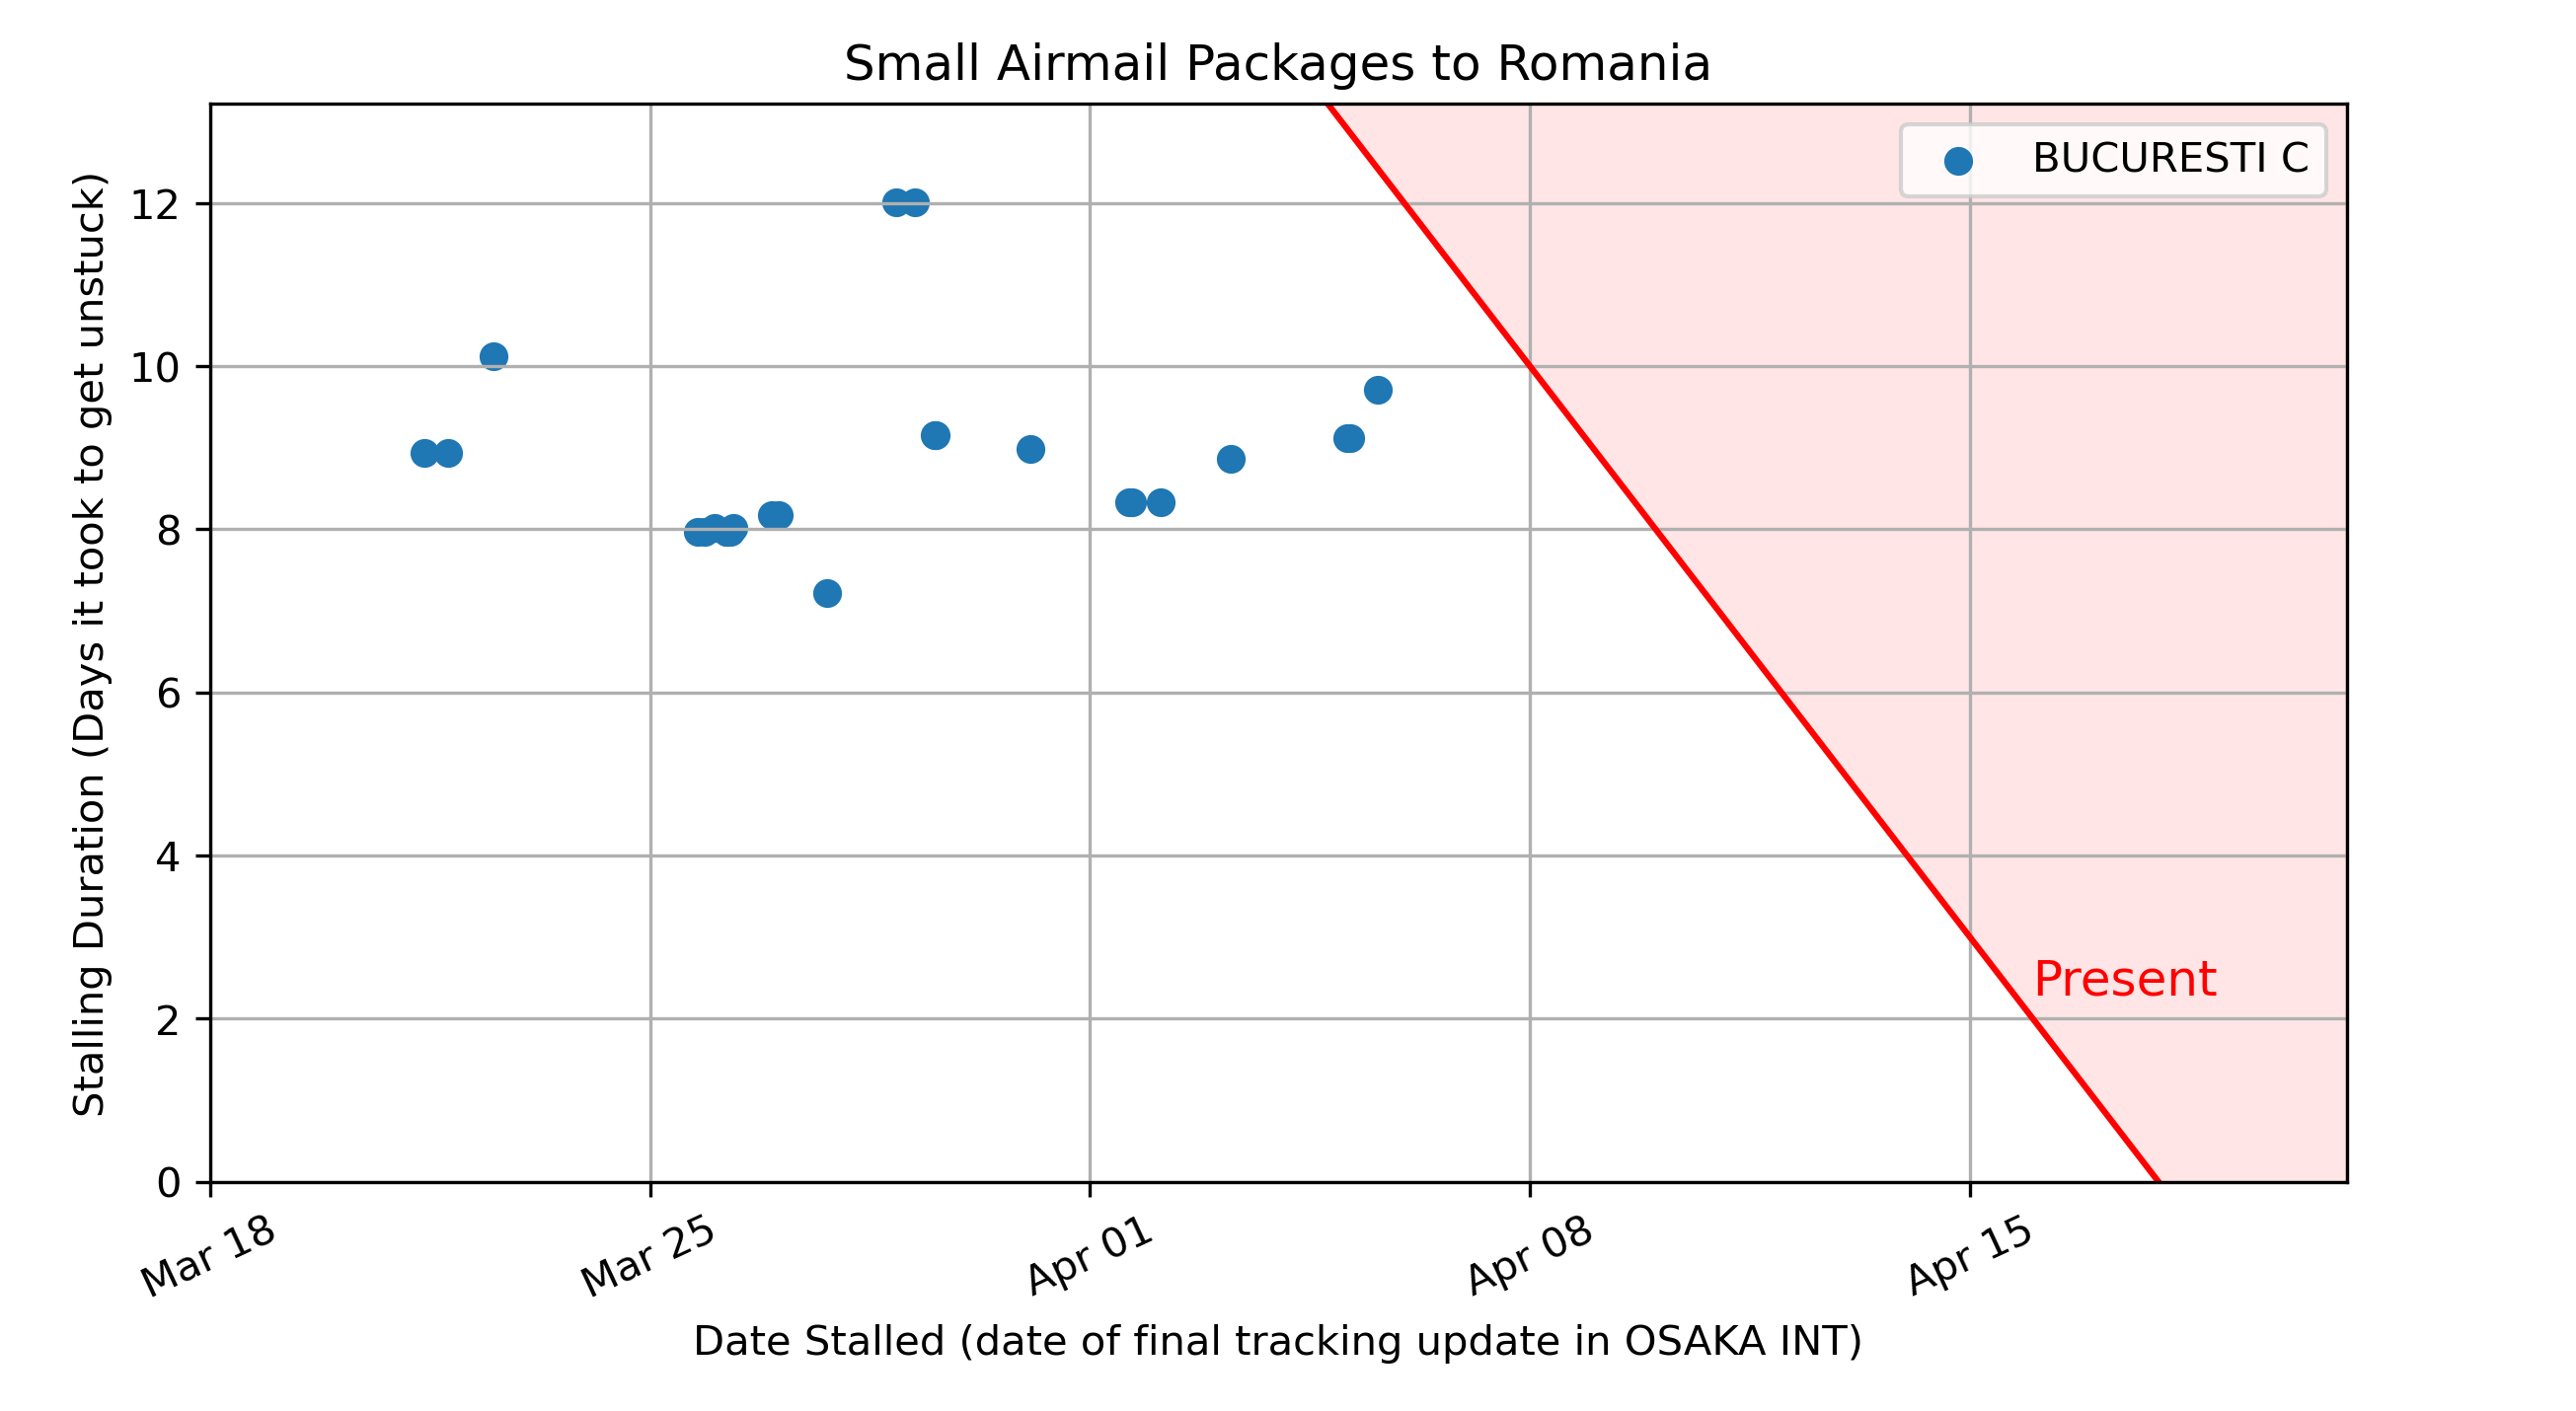 Small Airmail Packages to Romania
BUCURESTI C
Stalling Duration (Days it took to get unstuck)
12
10
8
6
4
2
0
Present
Mar 18
Mar 25
Apr 01
Apr 08
Apr 15
Date Stalled (date of final tracking update in OSAKA INT)